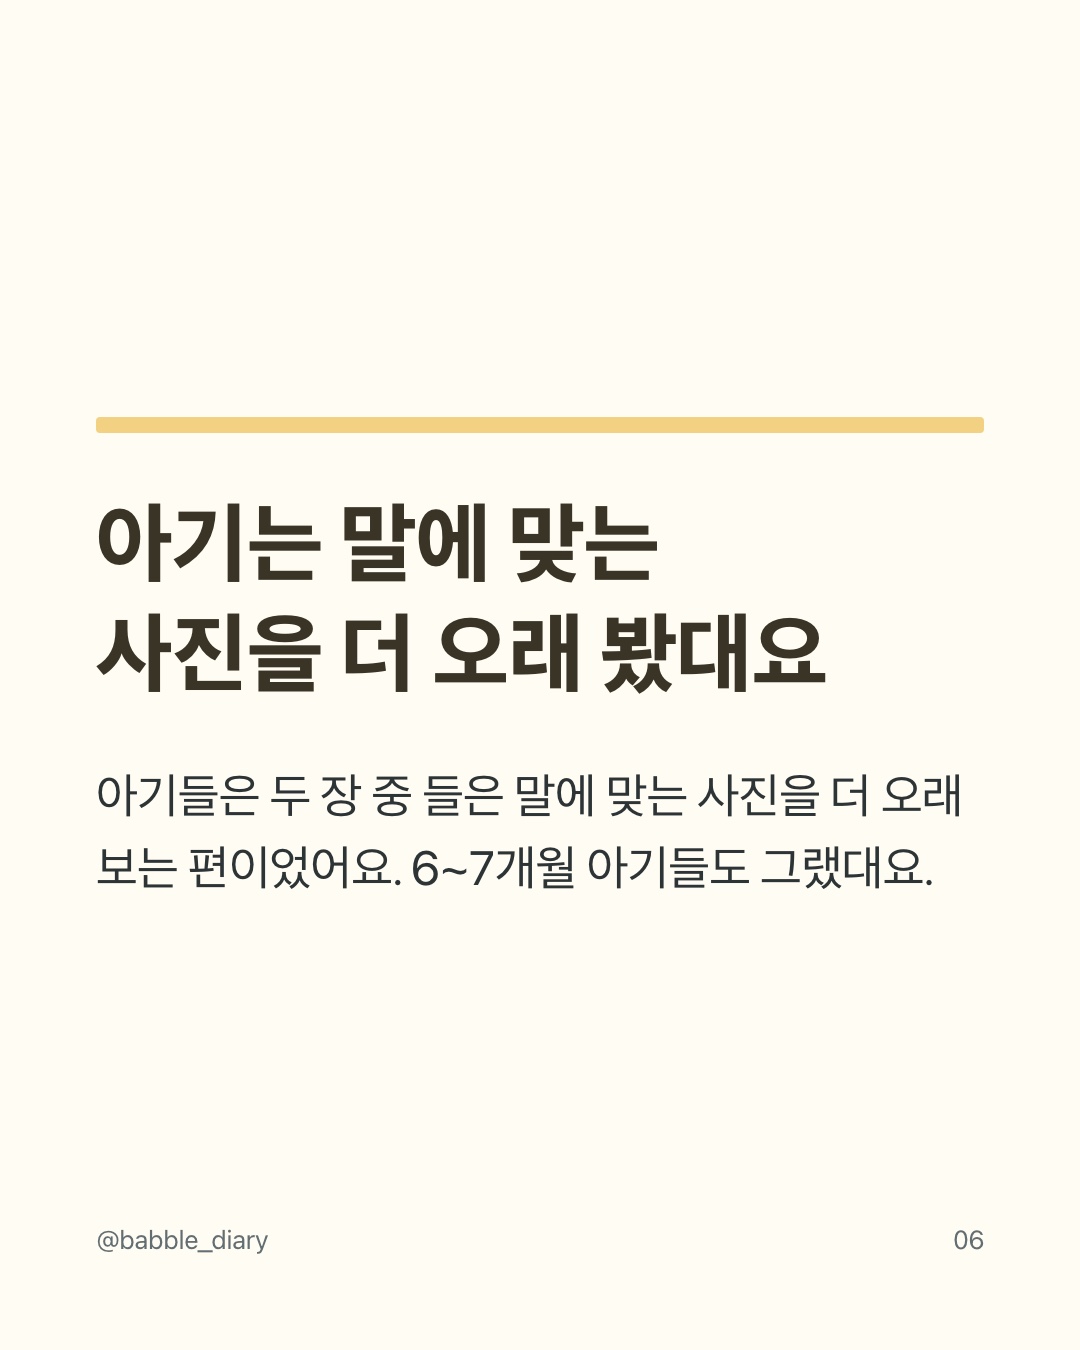 아기는 말에 맞는
사진을 더 오래 봤대요
아기들은 두 장 중 들은 말에 맞는 사진을 더 오래
보는 편이었어요. 6~7개월 아기들도 그랬대요.
@babble_diary
06